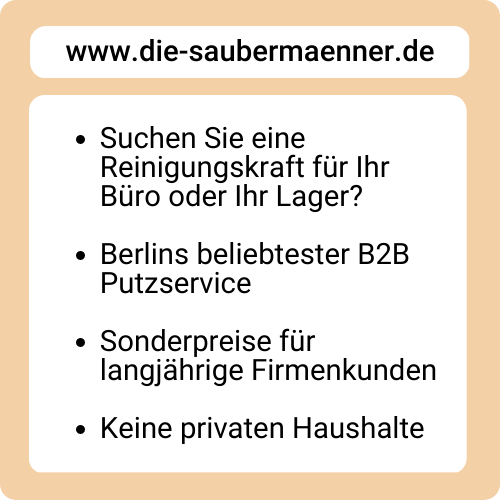 www.die-saubermaenner.de
• Suchen Sie eine
Reinigungskraft für Ihr
Büro oder Ihr Lager?
• Berlins beliebtester B2B
Putzservice
• Sonderpreise für
langjährige Firmenkunden
• Keine privaten Haushalte